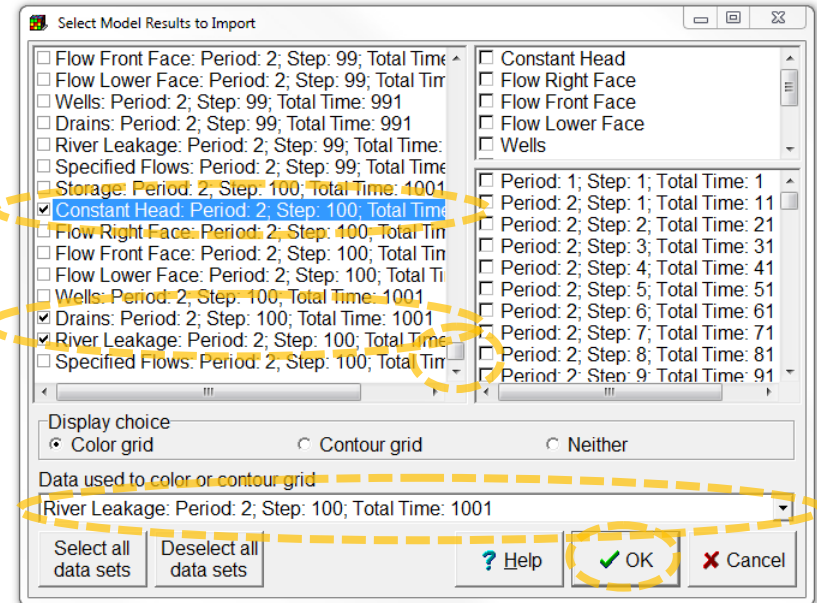 Select Model Results to Import
Flow Front Face: Period: 2; Step: 99; Total Time
Flow Lower Face: Period: 2; Step: 99; Total Tim
Wells: Period: 2; Step: 99; Total Time: 991
Drains: Period: 2; Step: 99; Total Time: 991
River Leakage: Period: 2; Step: 99; Total Time:
Specified Flows: Period: 2; Step: 99; Total Time
Storage: Period: 2; Step: 100; Total Time: 1001
Constant Head: Period: 2; Step: 100; Total Time
Flow Right Face: Period: 2; Step: 100; Total Tim
Flow Front Face: Period: 2; Step: 100; Total Tim
Flow Lower Face: Period: 2; Step: 100; Total Ti
Wells: Period: 2; Step: 100; Total Time: 1001
Drains: Period: 2; Step: 100; Total Time: 1001
River Leakage: Period: 2; Step: 100; Total Time
Specified Flows: Period: 2; Step: 100; Total Tim
Constant Head
Flow Right Face
Flow Front Face
Flow Lower Face
Wells
Period: 1; Step: 1; Total Time: 1
Period: 2; Step: 1; Total Time: 11
Period: 2; Step: 2; Total Time: 21
Period: 2; Step: 3; Total Time: 31
Period: 2; Step: 4; Total Time: 41
Period: 2; Step: 5; Total Time: 51
Period: 2; Step: 6; Total Time: 61
Period: 2; Step: 7; Total Time: 71
Period: 2; Step: 8; Total Time: 81
Period: 2; Step: 9; Total Time: 91
Display choice
Color grid Contour grid Neither
Data used to color or contour grid
River Leakage: Period: 2; Step: 100; Total Time: 1001
Select all
data sets
Deselect all
data sets
? Help
OK
Cancel